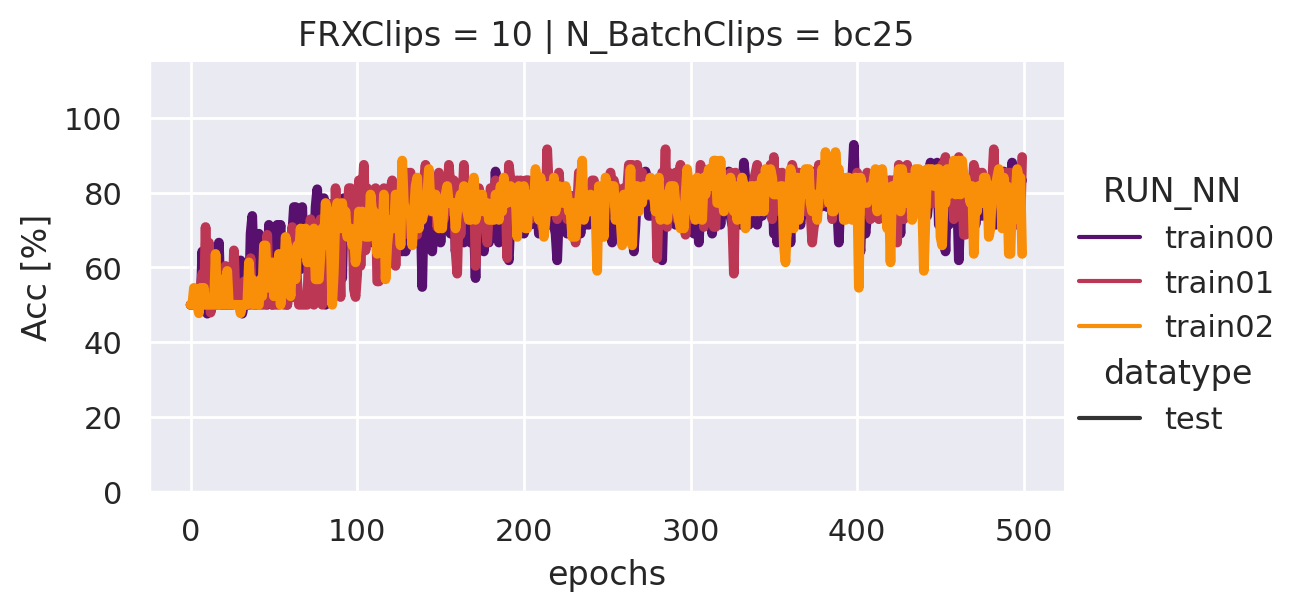 FRXClips = 10 | N_BatchClips = bc25
Acc [%]
100
80
60
40
20
0
0 100 200 300 400 500
epochs
RUN_NN
train00
train01
train02
datatype
test